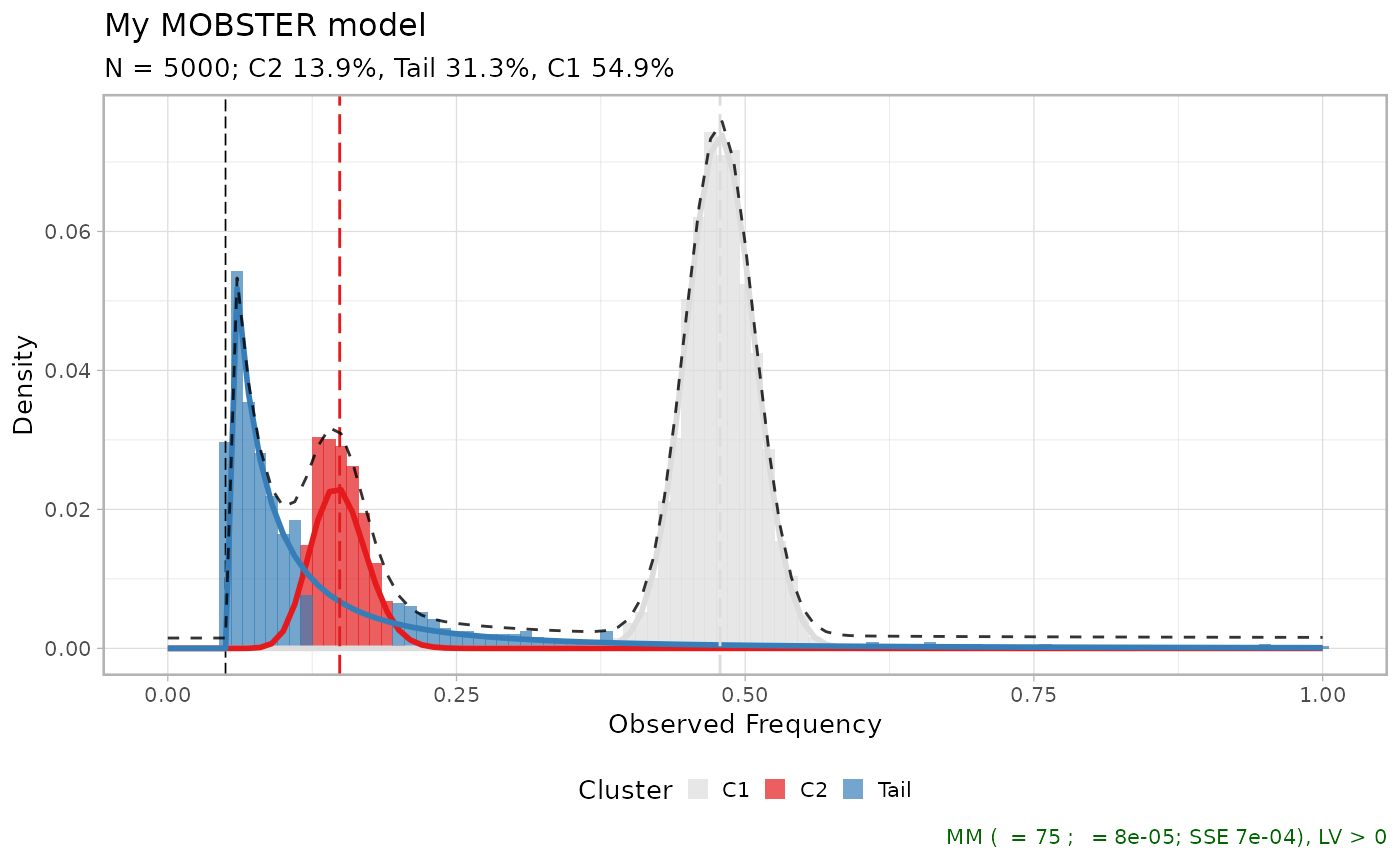 My MOBSTER model
N = 5000; C2 13.9%, Tail 31.3%, C1 54.9%
Density
0.06
0.04
0.02
0.00
0.00 0.25 0.50 0.75 1.00
Observed Frequency
Cluster C1 C2 Tail
MM ( = 75 ; = 8e-05; SSE 7e-04), LV > 0